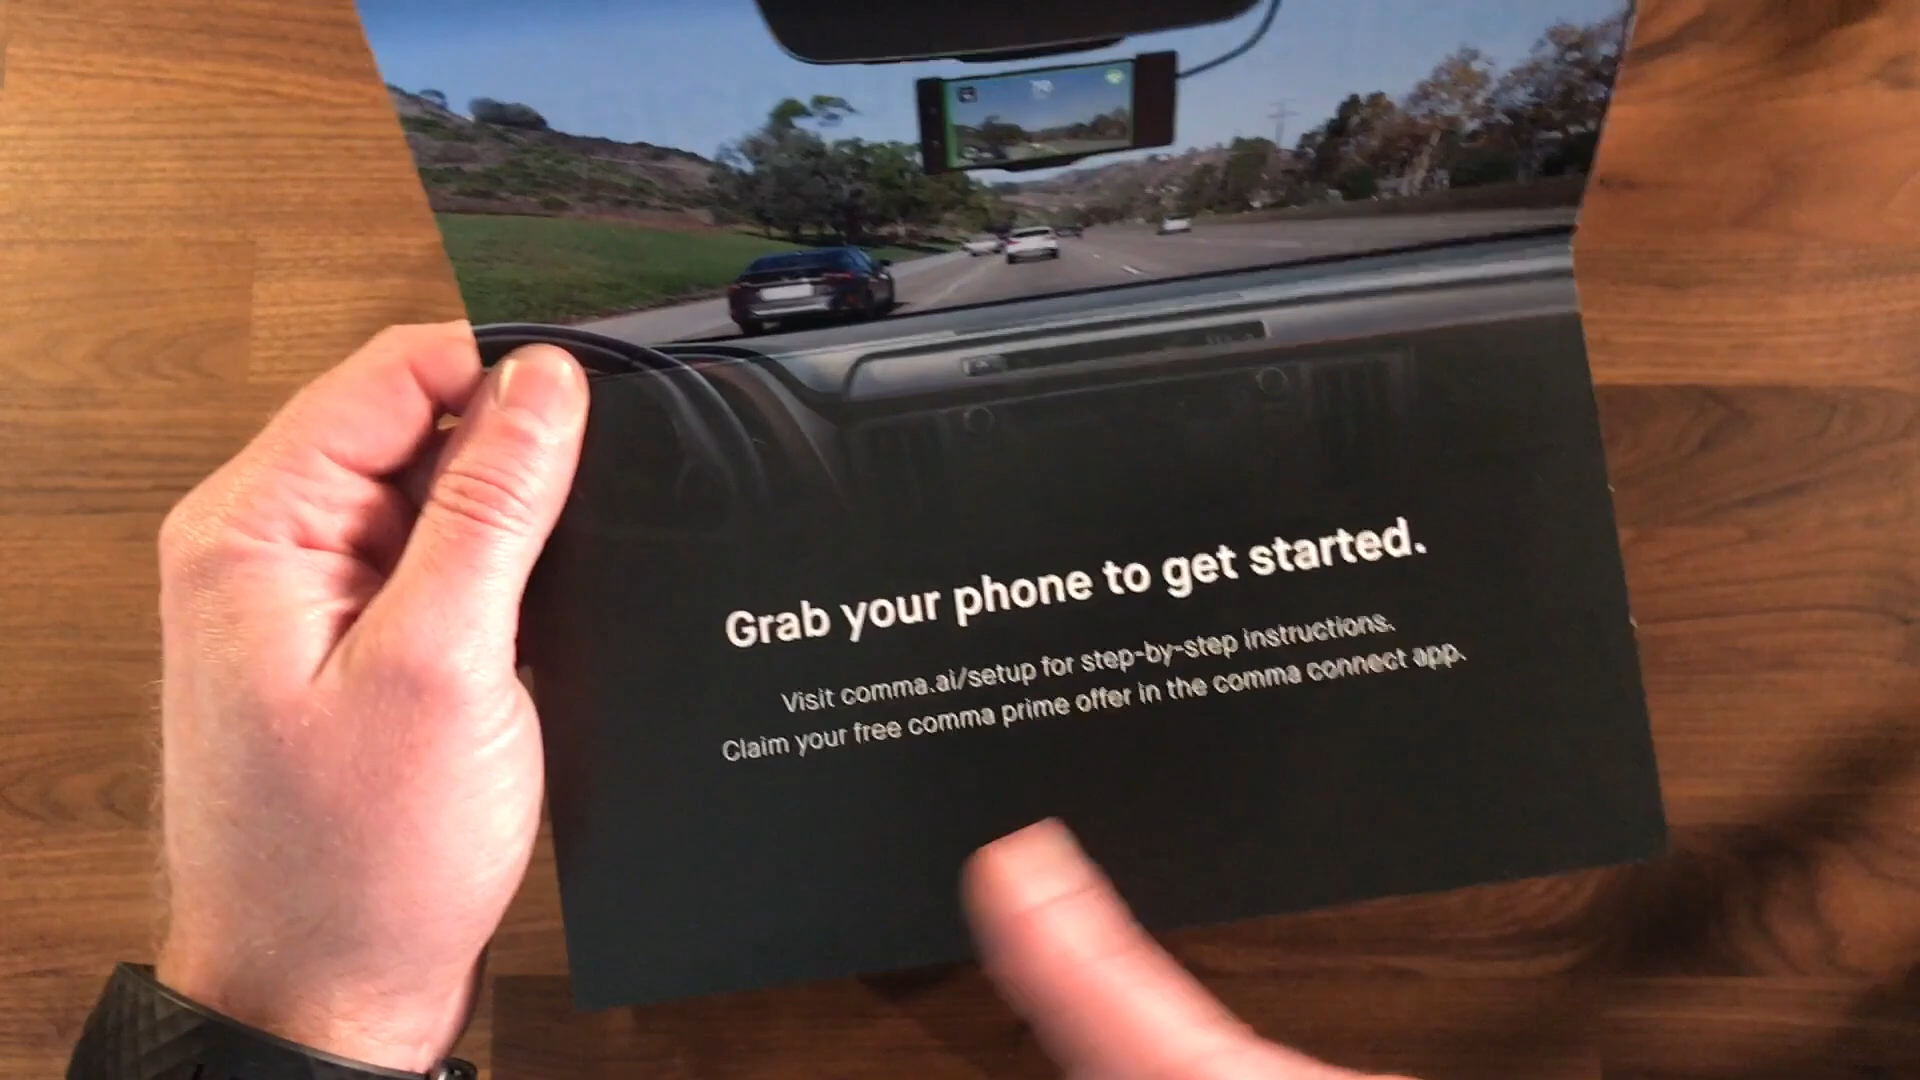 Grab your phone to get started.
Visit comma.ai/setup for step-by-step instructions.
Claim your free comma prime offer in the comma connect app.